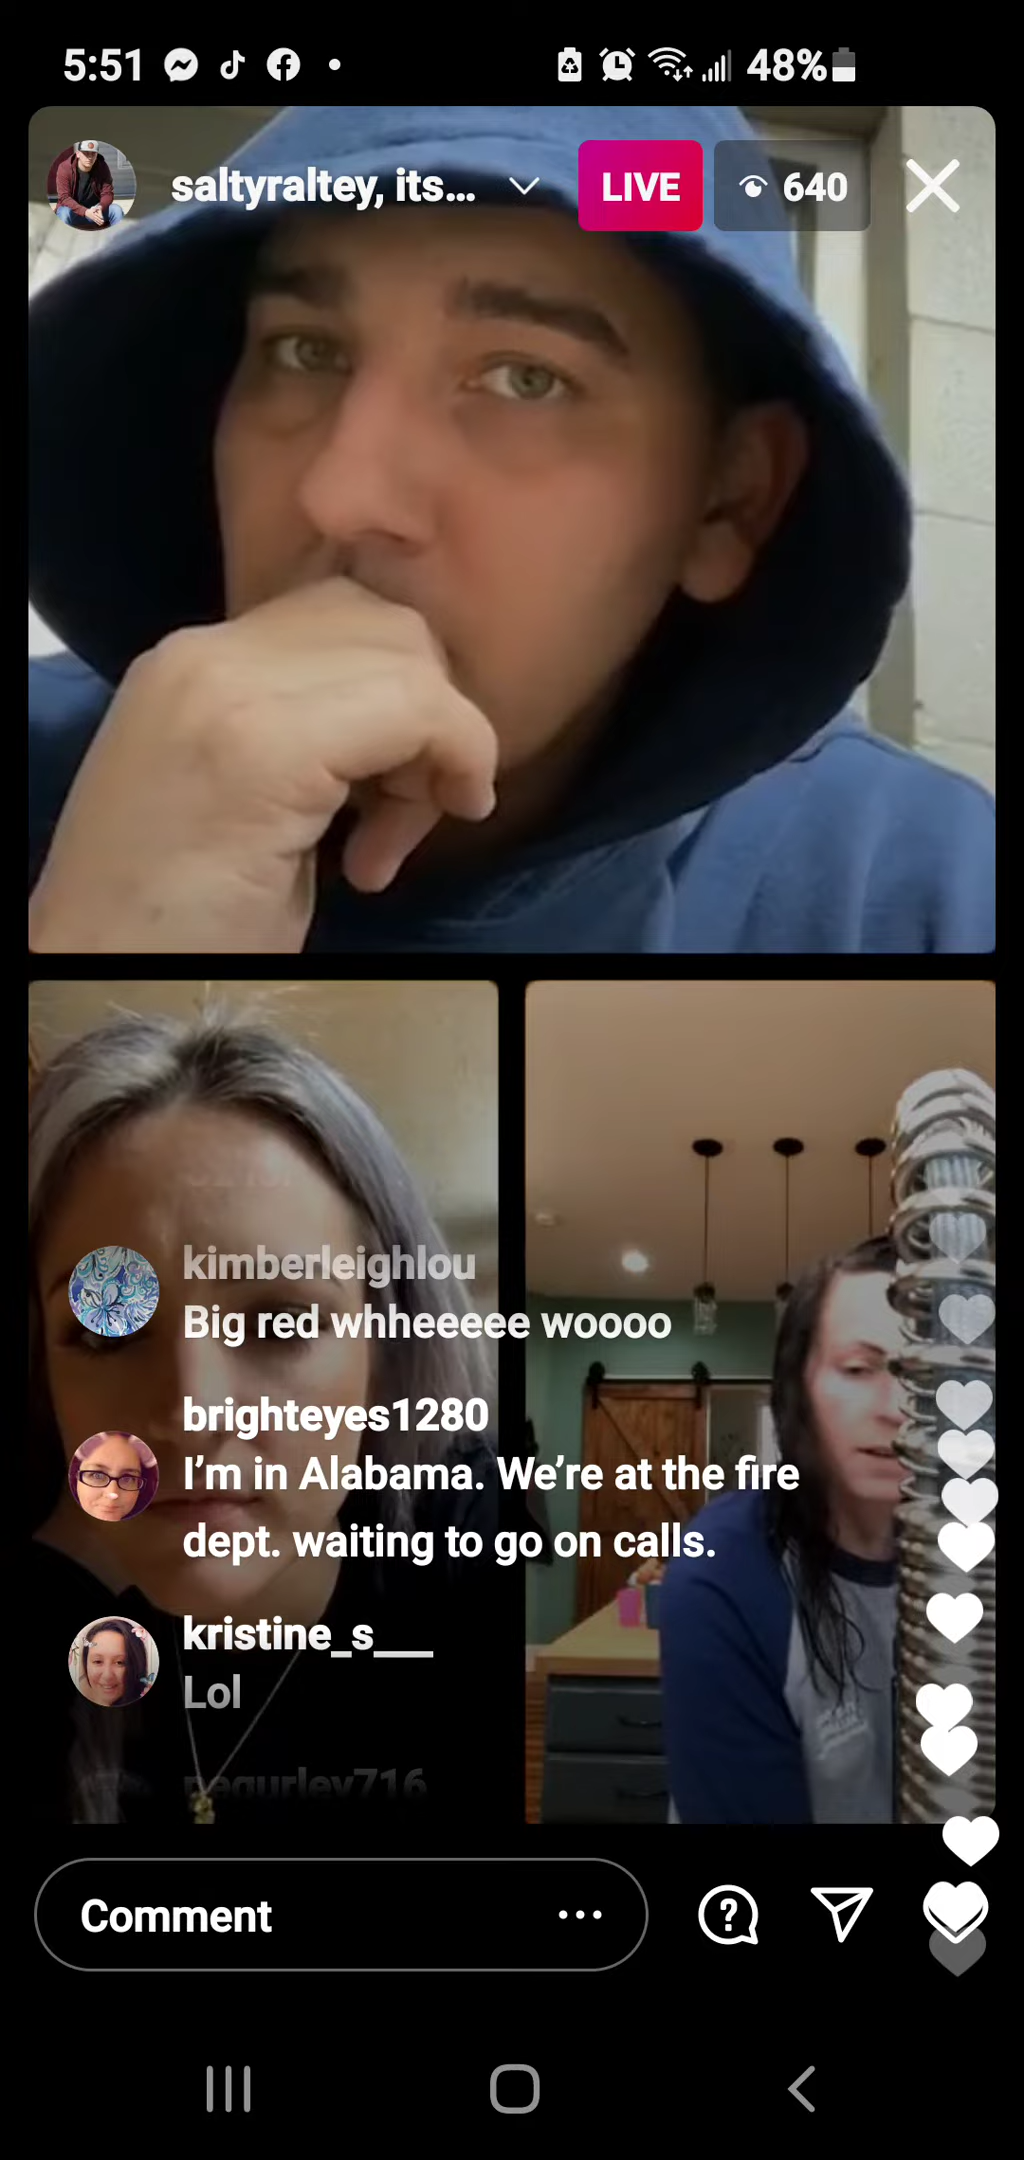 5:51
48%
saltyraltey, its...
LIVE
640
kimberleighlou
Big red whheeeee woooo
brighteyes1280
I'm in Alabama. We're at the fire
dept. waiting to go on calls.
kristine_s___
Lol
Comment